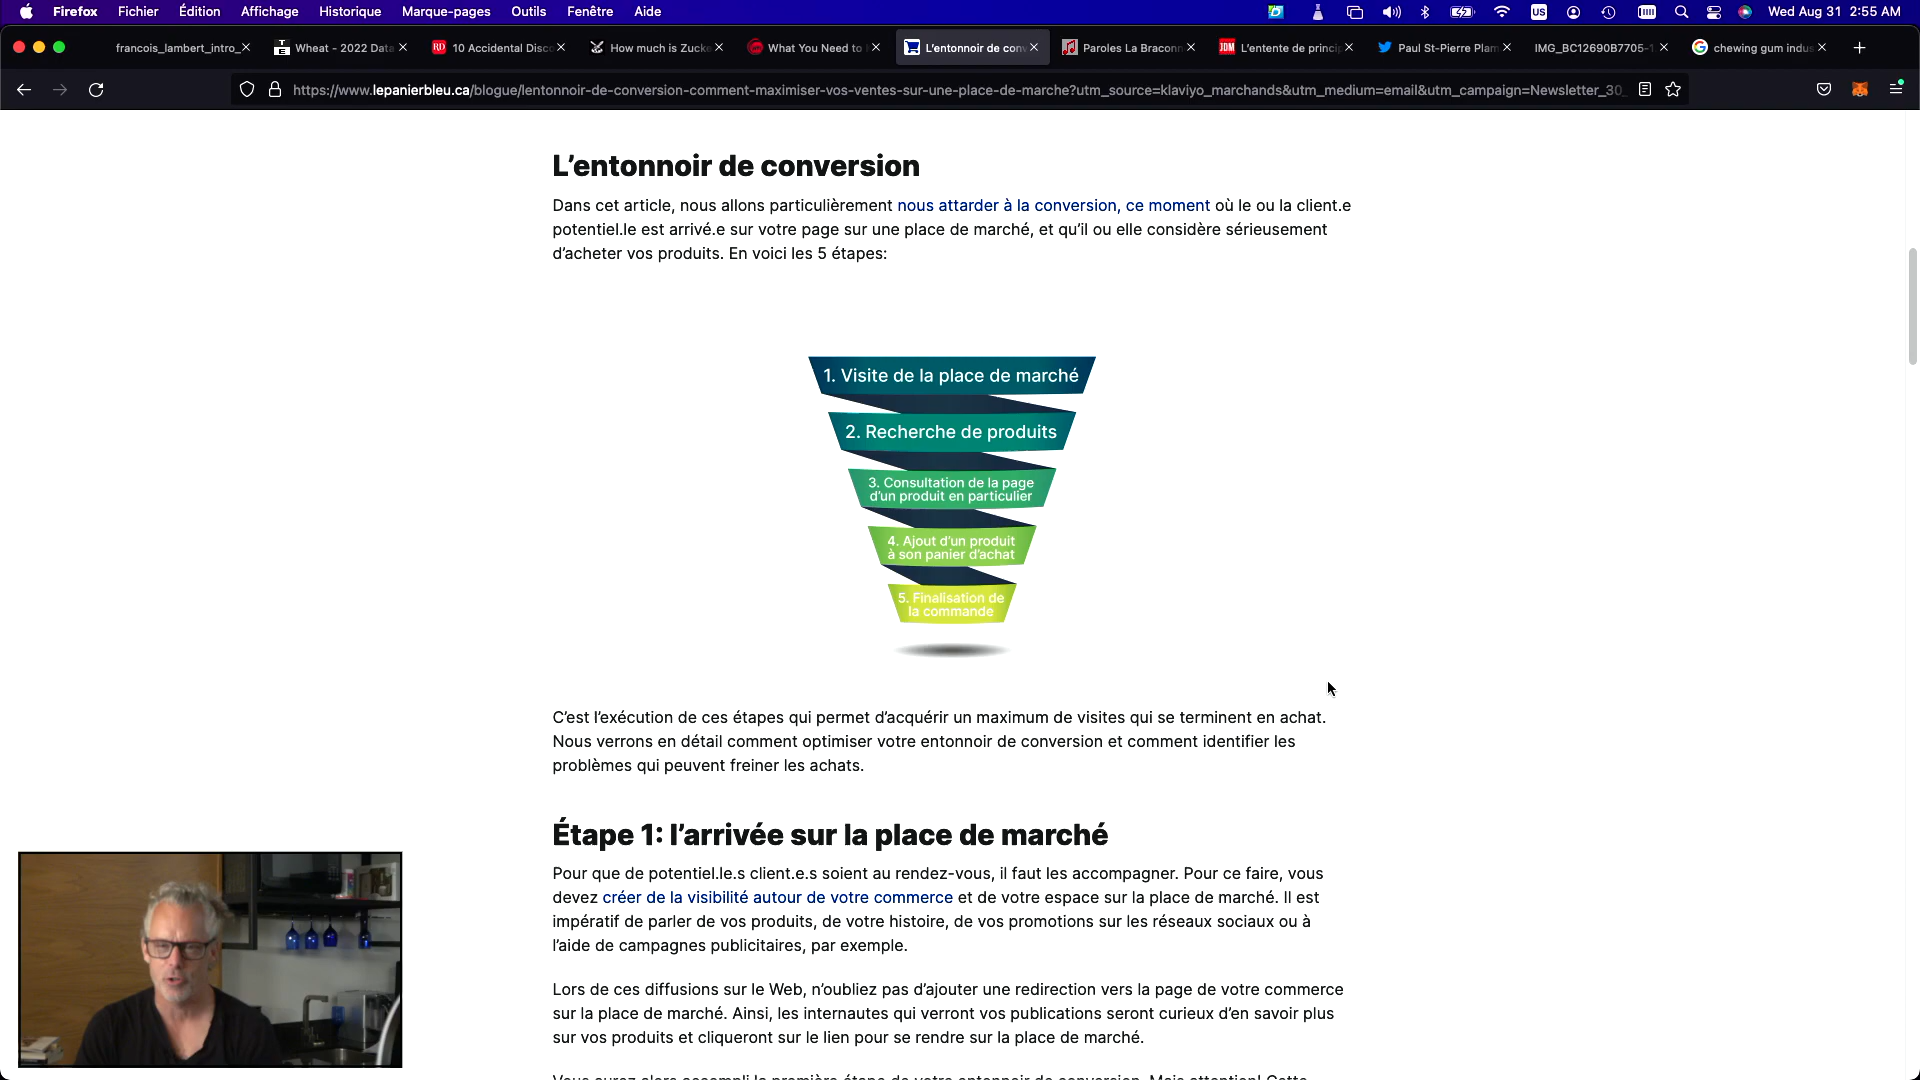 Firefox Fichier Édition Affichage Historique Marque-pages Outils Fenêtre Aide US Wed Aug 31 2:55 AM
francois_lambert_intro_ Wheat - 2022 Data 10 Accidental Disco How much is Zucke What You Need to L'entonnoir de conv Paroles La Braconn L'entente de princip Paul St-Pierre Plam IMG_BC12690B7705-1 chewing gum indus
https://www.lepanierbleu.ca/blogue/lentonnoir-de-conversion-comment-maximiser-vos-ventes-sur-une-place-de-marche?utm_source=klaviyo_marchands&utm_medium=email&utm_campaign=Newsletter_30_
L'entonnoir de conversion
Dans cet article, nous allons particulièrement nous attarder à la conversion, ce moment où le ou la client.e
potentiel.le est arrivé.e sur votre page sur une place de marché, et qu'il ou elle considère sérieusement
d'acheter vos produits. En voici les 5 étapes:
1. Visite de la place de marché
2. Recherche de produits
3. Consultation de la page
d'un produit en particulier
4. Ajout d'un produit
à son panier d'achat
5. Finalisation de
la commande
C'est l'exécution de ces étapes qui permet d'acquérir un maximum de visites qui se terminent en achat.
Nous verrons en détail comment optimiser votre entonnoir de conversion et comment identifier les
problèmes qui peuvent freiner les achats.
Étape 1: l'arrivée sur la place de marché
Pour que de potentiel.le.s client.e.s soient au rendez-vous, il faut les accompagner. Pour ce faire, vous
devez créer de la visibilité autour de votre commerce et de votre espace sur la place de marché. Il est
impératif de parler de vos produits, de votre histoire, de vos promotions sur les réseaux sociaux ou à
l'aide de campagnes publicitaires, par exemple.
Lors de ces diffusions sur le Web, n'oubliez pas d'ajouter une redirection vers la page de votre commerce
sur la place de marché. Ainsi, les internautes qui verront vos publications seront curieux d'en savoir plus
sur vos produits et cliqueront sur le lien pour se rendre sur la place de marché.